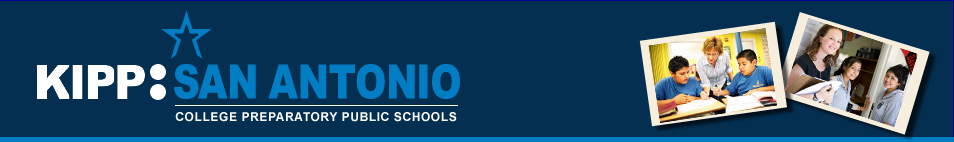 KIPP: SAN ANTONIO
COLLEGE PREPARATORY PUBLIC SCHOOLS